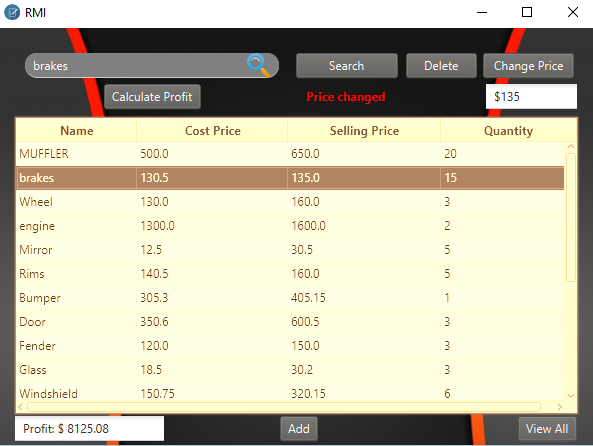 RMI
brakes Search Delete Change Price
Calculate Profit Price changed $135
Name Cost Price Selling Price Quantity
MUFFLER 500.0 650.0 20
brakes 130.5 135.0 15
Wheel 130.0 160.0 3
engine 1300.0 1600.0 2
Mirror 12.5 30.5 5
Rims 140.5 160.0 5
Bumper 305.3 405.15 1
Door 350.6 600.5 3
Fender 120.0 150.0 3
Glass 18.5 30.2 3
Windshield 150.75 320.15 6
Profit: $ 8125.08 Add View All